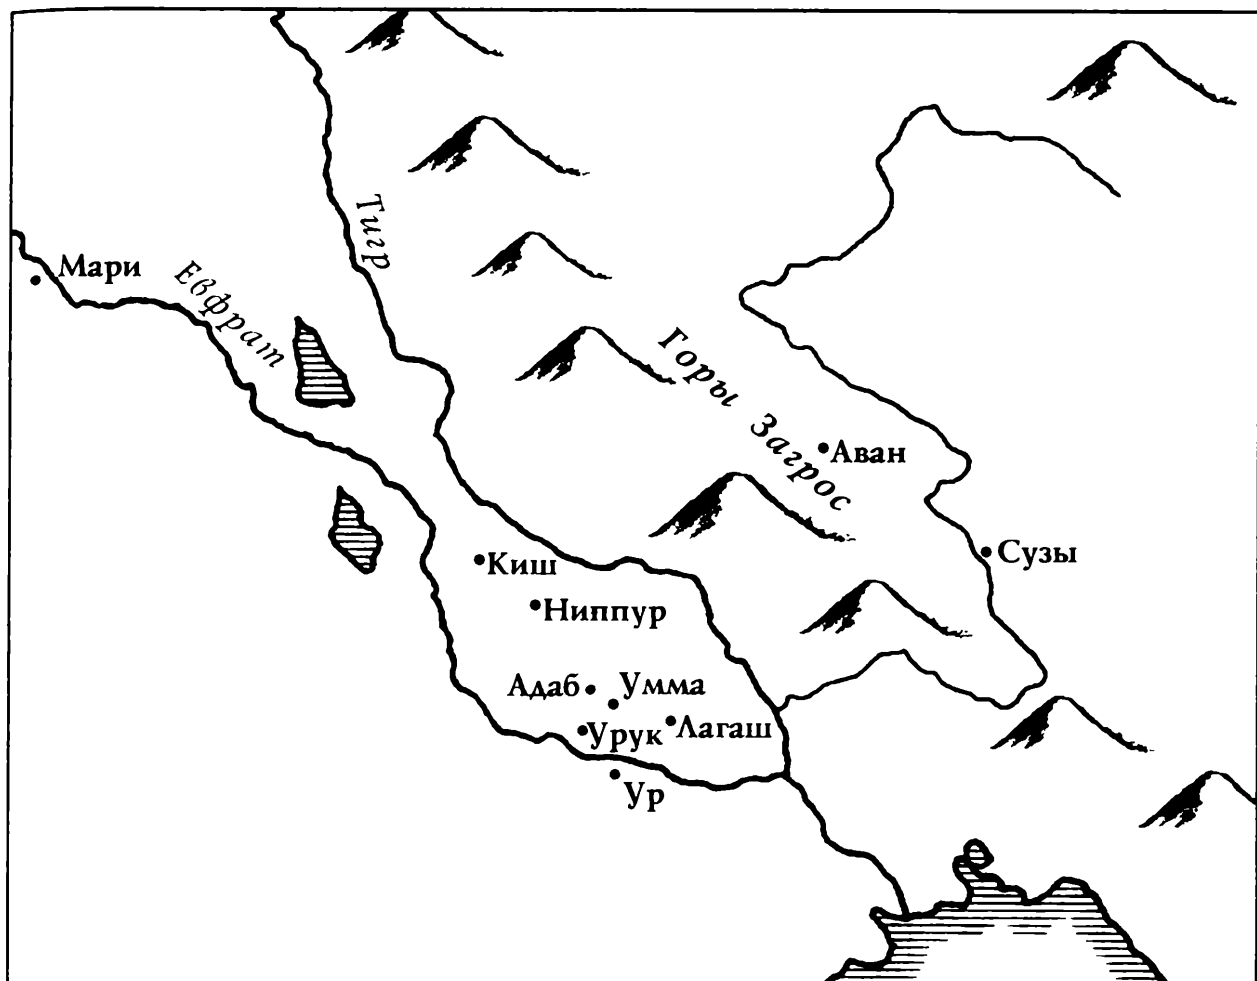 Тигр
Мари
Евфрат
Горы Загрос
Аван
Сузы
Киш
Ниппур
Адаб
Умма
Урук
Лагаш
Ур